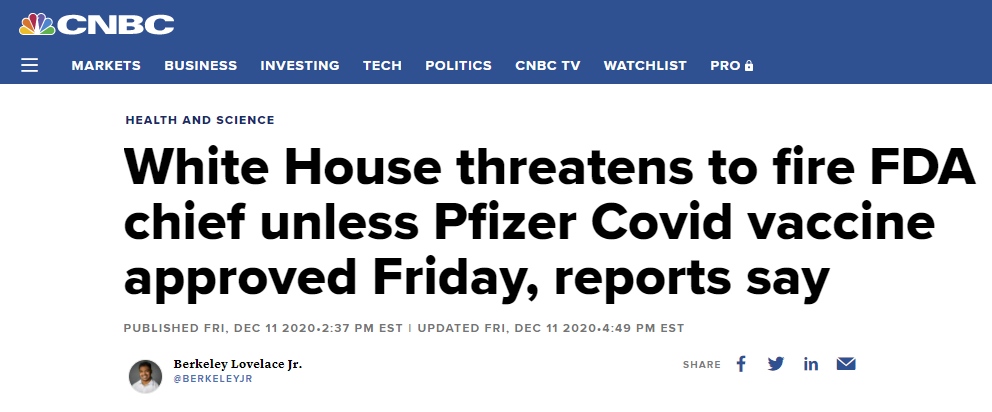 CNBC
MARKETS BUSINESS INVESTING TECH POLITICS CNBC TV WATCHLIST PRO
HEALTH AND SCIENCE
White House threatens to fire FDA
chief unless Pfizer Covid vaccine
approved Friday, reports say
PUBLISHED FRI, DEC 11 2020•2:37 PM EST | UPDATED FRI, DEC 11 2020•4:49 PM EST
Berkeley Lovelace Jr.
@BERKELEYJR
SHARE